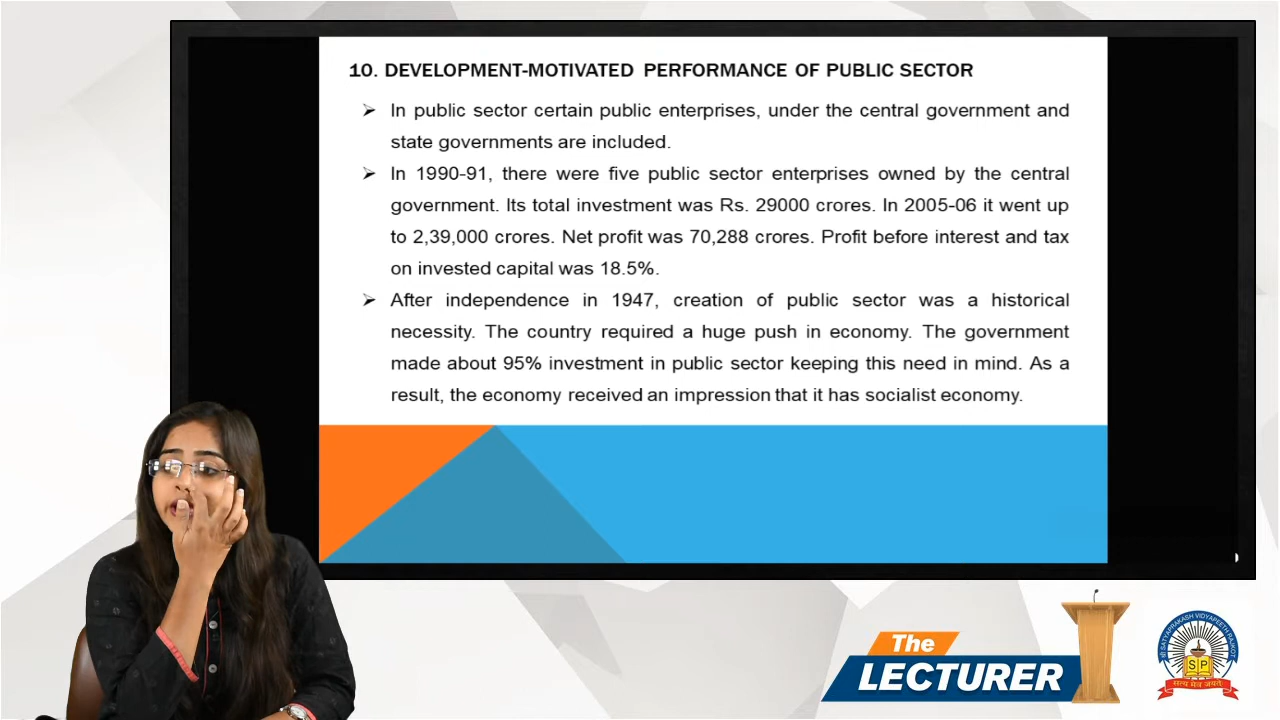 10. DEVELOPMENT-MOTIVATED PERFORMANCE OF PUBLIC SECTOR
➢ In public sector certain public enterprises, under the central government and
state governments are included.
➢ In 1990-91, there were five public sector enterprises owned by the central
government. Its total investment was Rs. 29000 crores. In 2005-06 it went up
to 2,39,000 crores. Net profit was 70,288 crores. Profit before interest and tax
on invested capital was 18.5%.
➢ After independence in 1947, creation of public sector was a historical
necessity. The country required a huge push in economy. The government
made about 95% investment in public sector keeping this need in mind. As a
result, the economy received an impression that it has socialist economy.
The
LECTURER
SHREE SATYAPRAKASH VIDYAPEETH RAJKOT
SP
सत्य मेव जयते